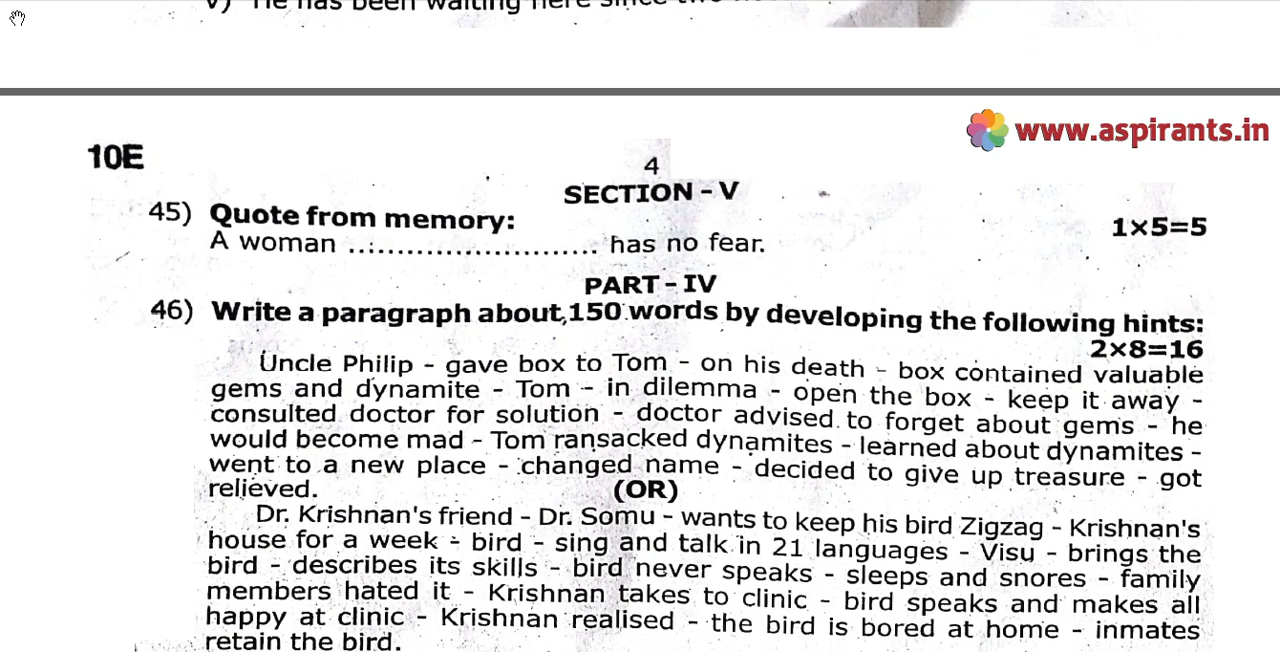 v) He has been waiting here since two
www.aspirants.in
10E
4
SECTION - V
45) Quote from memory: 1×5=5
A woman ............................ has no fear.
PART - IV
46) Write a paragraph about 150 words by developing the following hints:
2×8=16
Uncle Philip - gave box to Tom - on his death - box contained valuable
gems and dynamite - Tom - in dilemma - open the box - keep it away -
consulted doctor for solution - doctor advised to forget about gems - he
would become mad - Tom ransacked dynamites - learned about dynamites -
went to a new place - changed name - decided to give up treasure - got
relieved. (OR)
Dr. Krishnan's friend - Dr. Somu - wants to keep his bird Zigzag - Krishnan's
house for a week - bird - sing and talk in 21 languages - Visu - brings the
bird - describes its skills - bird never speaks - sleeps and snores - family
members hated it - Krishnan takes to clinic - bird speaks and makes all
happy at clinic - Krishnan realised - the bird is bored at home - inmates
retain the bird.